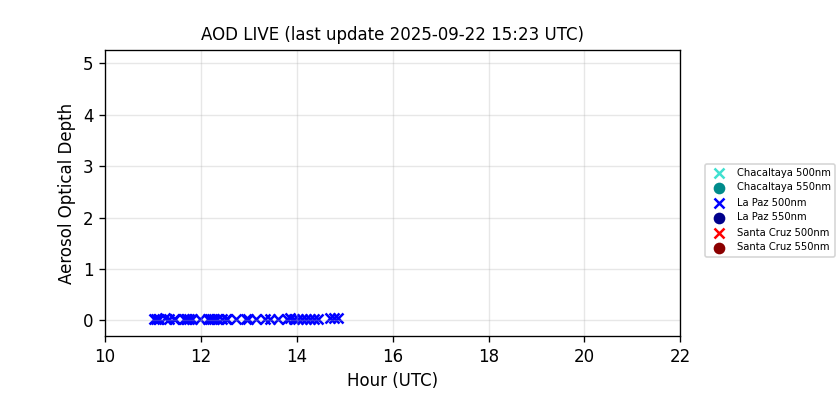 AOD LIVE (last update 2025-09-22 15:23 UTC)
5
4
3
2
1
0
Aerosol Optical Depth
10 12 14 16 18 20 22
Hour (UTC)
Chacaltaya 500nm
Chacaltaya 550nm
La Paz 500nm
La Paz 550nm
Santa Cruz 500nm
Santa Cruz 550nm